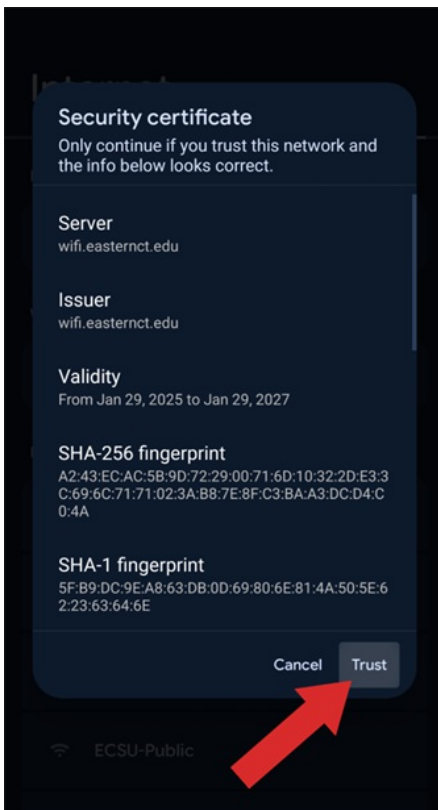 Internet
Security certificate
Only continue if you trust this network and
the info below looks correct.
Server
wifi.easternct.edu
Issuer
wifi.easternct.edu
Validity
From Jan 29, 2025 to Jan 29, 2027
SHA-256 fingerprint
A2:43:EC:AC:5B:9D:72:29:00:71:6D:10:32:2D:E3:3
C:69:6C:71:71:02:3A:B8:7E:8F:C3:BA:A3:DC:D4:C
0:4A
SHA-1 fingerprint
5F:B9:DC:9E:A8:63:DB:0D:69:80:6E:81:4A:50:5E:6
2:23:63:64:6E
Cancel Trust
ECSU-Public